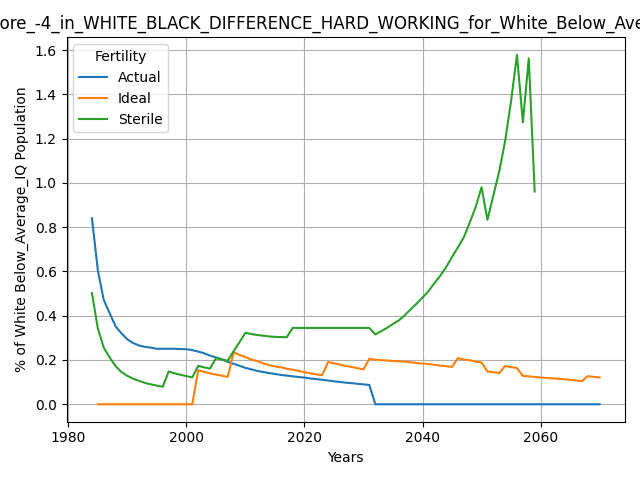 ore_-4_in_WHITE_BLACK_DIFFERENCE_HARD_WORKING_for_White_Below_Ave
Fertility
Actual
Ideal
Sterile
% of White Below_Average_IQ Population
1.6
1.4
1.2
1.0
0.8
0.6
0.4
0.2
0.0
1980 2000 2020 2040 2060
Years